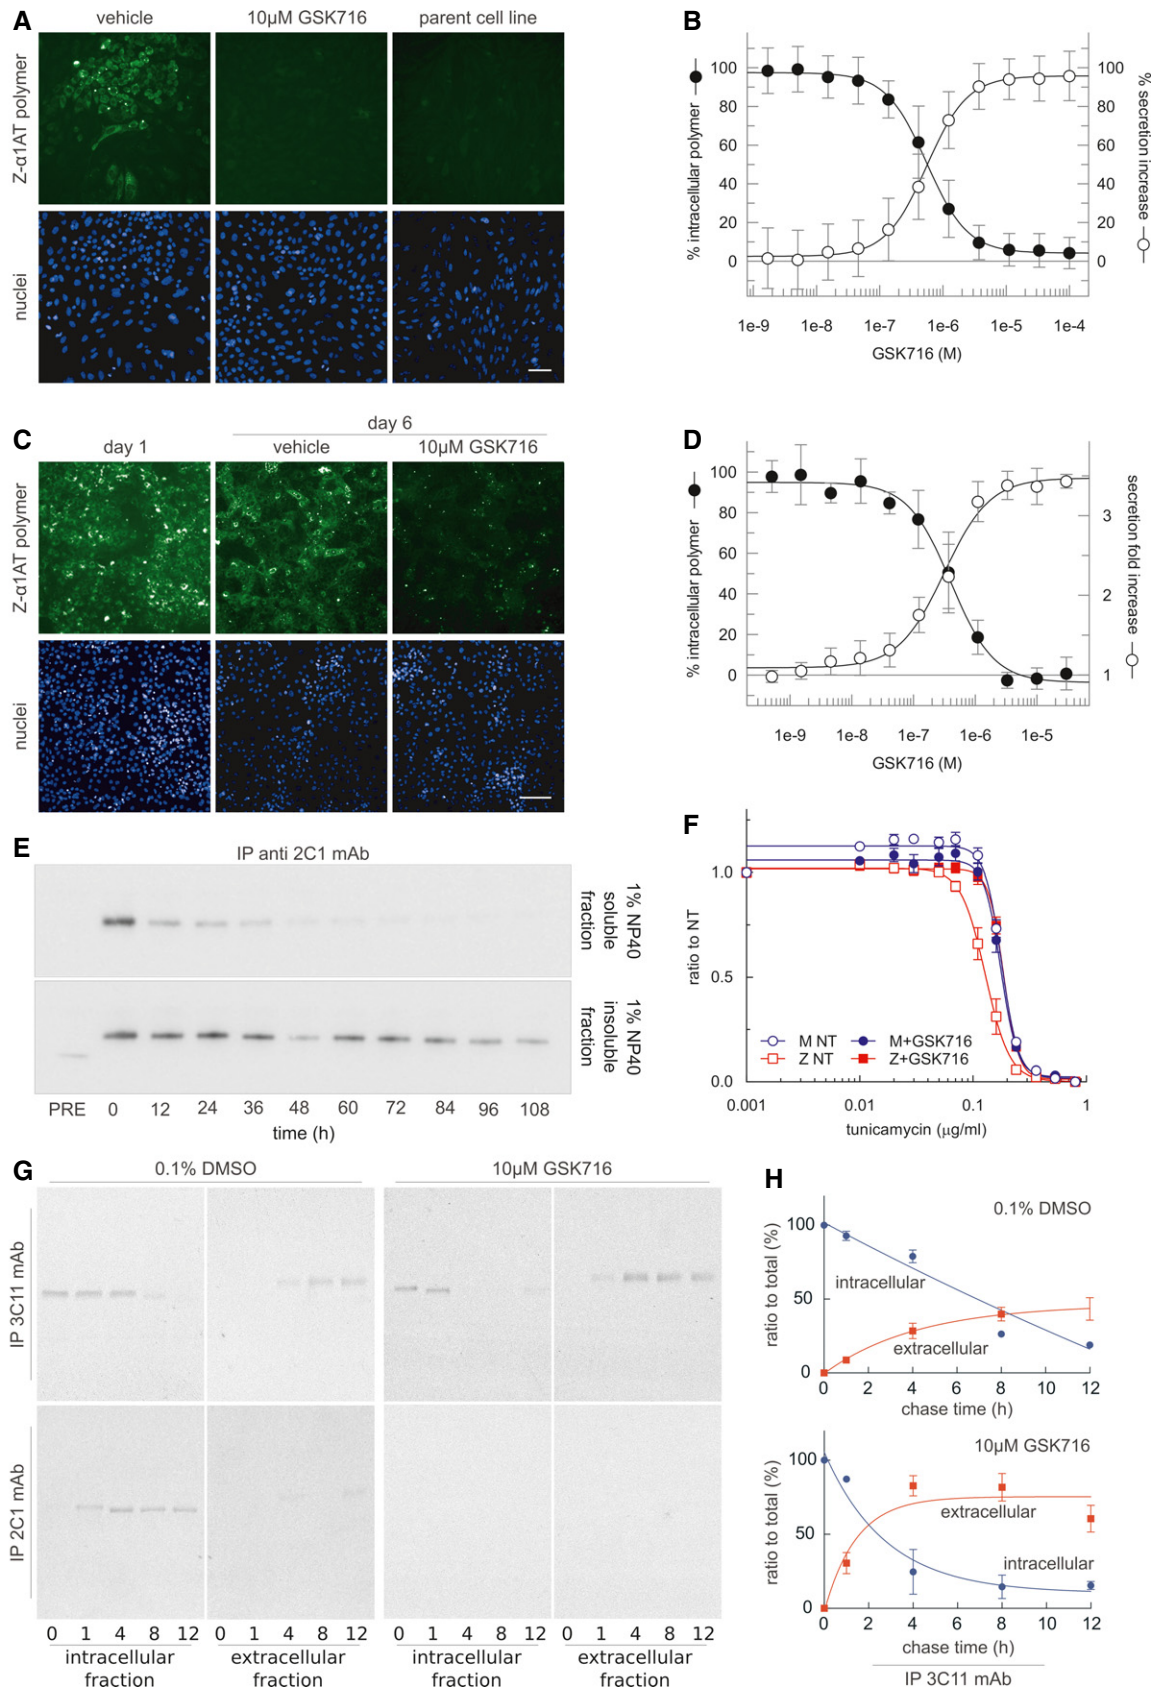 A
vehicle
10μM GSK716
parent cell line
Z-α1AT polymer
nuclei
B
% intracellular polymer
100
80
60
40
20
0
100
80
60
40
20
0
% secretion increase
1e-9 1e-8 1e-7 1e-6 1e-5 1e-4
GSK716 (M)
C
day 6
day 1
vehicle
10μM GSK716
Z-α1AT polymer
nuclei
D
% intracellular polymer
100
80
60
40
20
0
3
2
1
secretion fold increase
1e-9 1e-8 1e-7 1e-6 1e-5
GSK716 (M)
E
IP anti 2C1 mAb
1% NP40
soluble
fraction
1% NP40
insoluble
fraction
PRE 0 12 24 36 48 60 72 84 96 108
time (h)
F
ratio to NT
1.0
0.5
0.0
M NT M+GSK716
Z NT Z+GSK716
0.001 0.01 0.1 1
tunicamycin (μg/ml)
G
0.1% DMSO
10μM GSK716
IP 3C11 mAb
IP 2C1 mAb
0 1 4 8 12 0 1 4 8 12 0 1 4 8 12 0 1 4 8 12
intracellular
fraction
extracellular
fraction
intracellular
fraction
extracellular
fraction
H
0.1% DMSO
ratio to total (%)
100
50
0
intracellular
extracellular
0 2 4 6 8 10 12
chase time (h)
10μM GSK716
ratio to total (%)
100
50
0
extracellular
intracellular
0 2 4 6 8 10 12
chase time (h)
IP 3C11 mAb